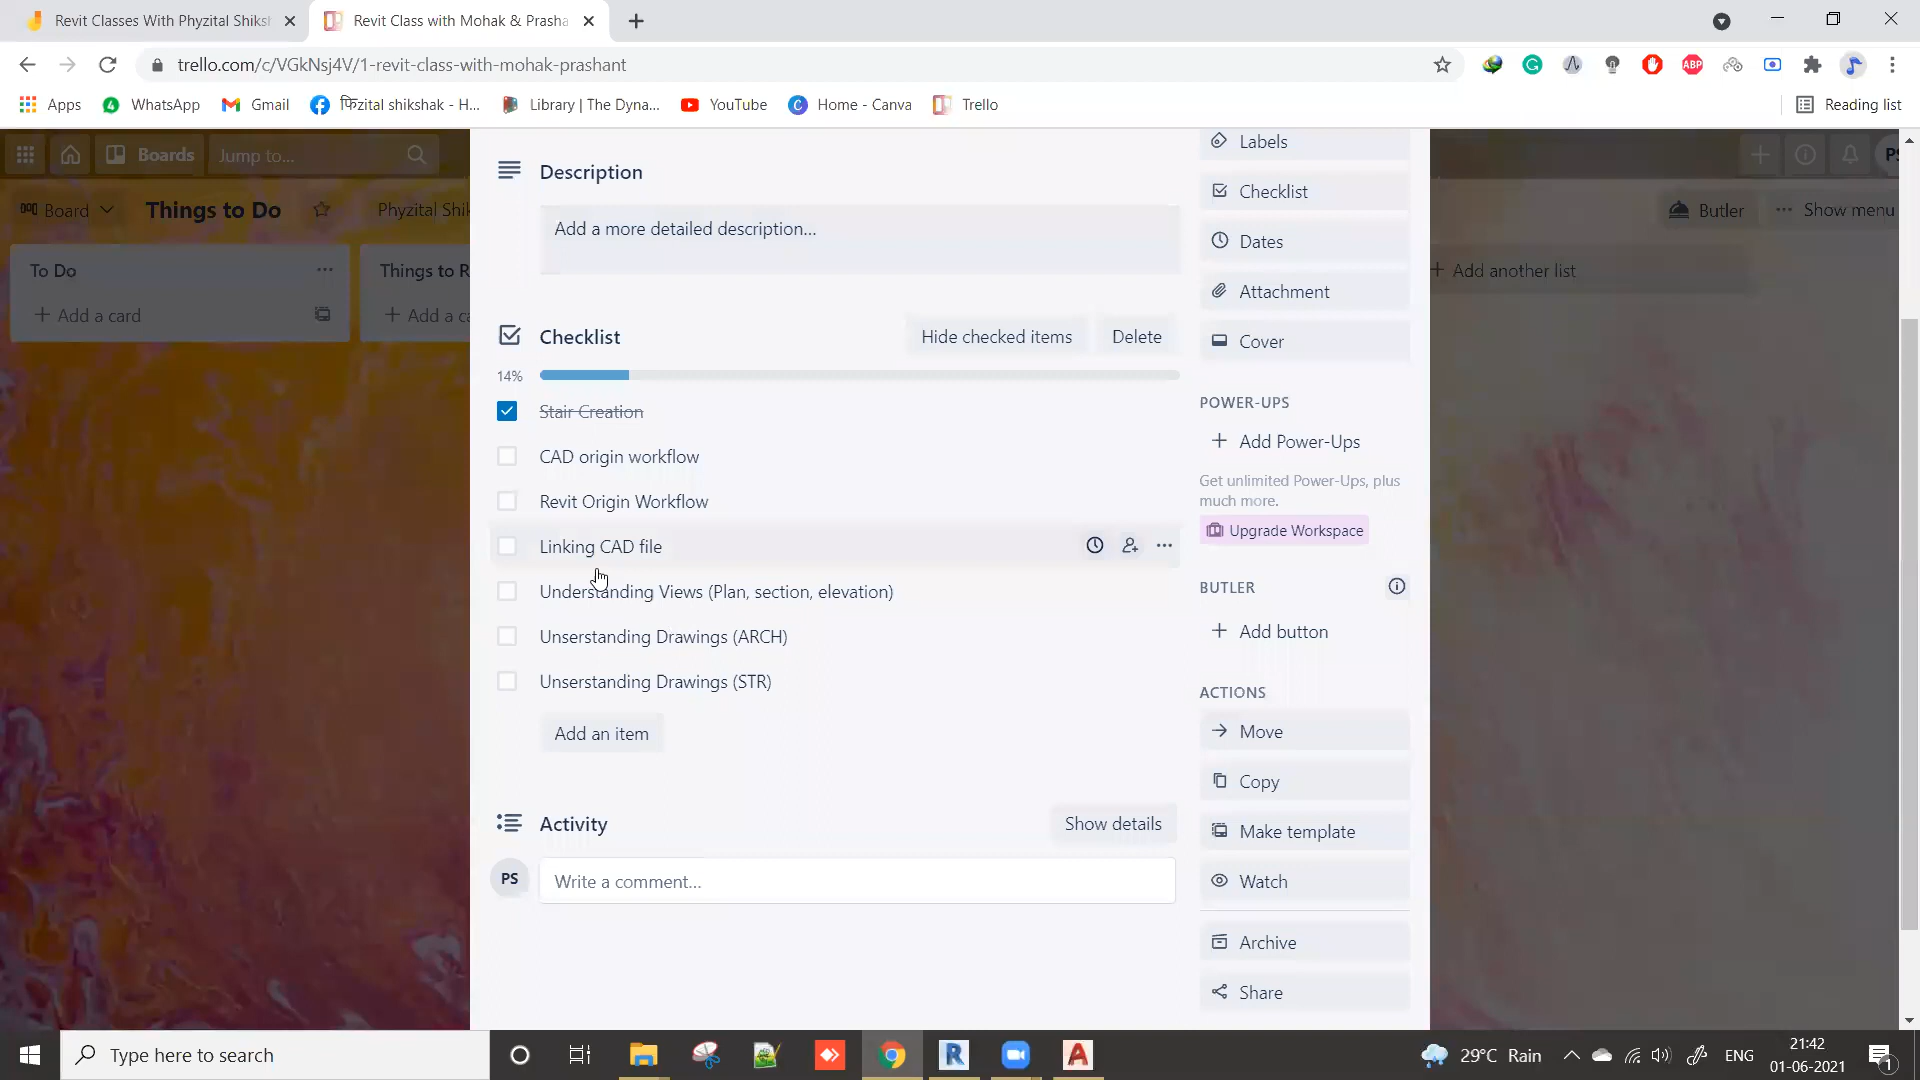 Revit Classes With Phyzital Shiksh
Revit Class with Mohak & Prasha
trello.com/c/VGkNsj4V/1-revit-class-with-mohak-prashant
Apps
WhatsApp
Gmail
फिzital shikshak - H...
Library | The Dyna...
YouTube
Home - Canva
Trello
Reading list
Boards
Jump to...
PS
Board
Things to Do
Phyzital Shik
Butler
Show menu
To Do
Add a card
Things to R
Add a ca
Add another list
Description
Add a more detailed description...
Checklist
Hide checked items
Delete
14%
Stair Creation
CAD origin workflow
Revit Origin Workflow
Linking CAD file
Understanding Views (Plan, section, elevation)
Unserstanding Drawings (ARCH)
Unserstanding Drawings (STR)
Add an item
Activity
Show details
PS
Write a comment...
Labels
Checklist
Dates
Attachment
Cover
POWER-UPS
Add Power-Ups
Get unlimited Power-Ups, plus
much more.
Upgrade Workspace
BUTLER
Add button
ACTIONS
Move
Copy
Make template
Watch
Archive
Share
Type here to search
29°C Rain
ENG
21:42
01-06-2021
1